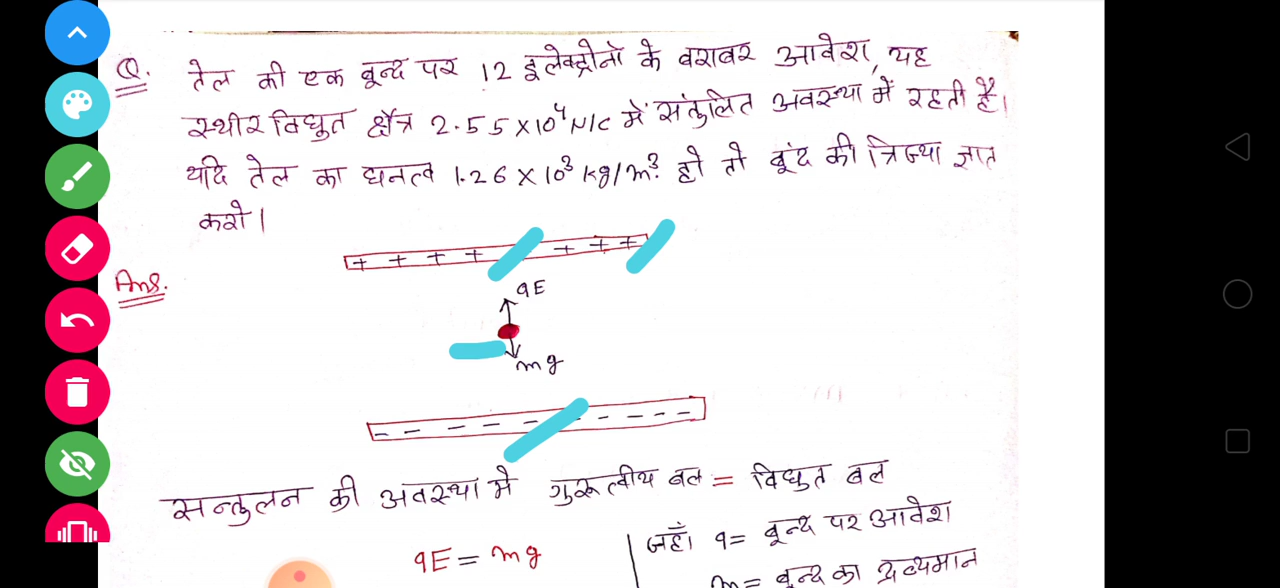 Q. तेल की एक बून्द पर 12 इलेक्ट्रोनो के बराबर आवेश, यह
स्थीर विधुत क्षैत्र 2.55×10⁴ N/C में संतुलित अवस्था में रहती है।
यदि तेल का घनत्व 1.26 × 10³ kg/m³? हो तो बूंद की त्रिज्या ज्ञात
करो।
+ + + + + + +
Ans.
qE
mg
- - - - - - - - -
सन्तुलन की अवस्था मे गुरूत्वीय बल = विधुत बल
qE = mg
जहाँ q = बून्द पर आवेश
m = बून्द का द्रव्यमान